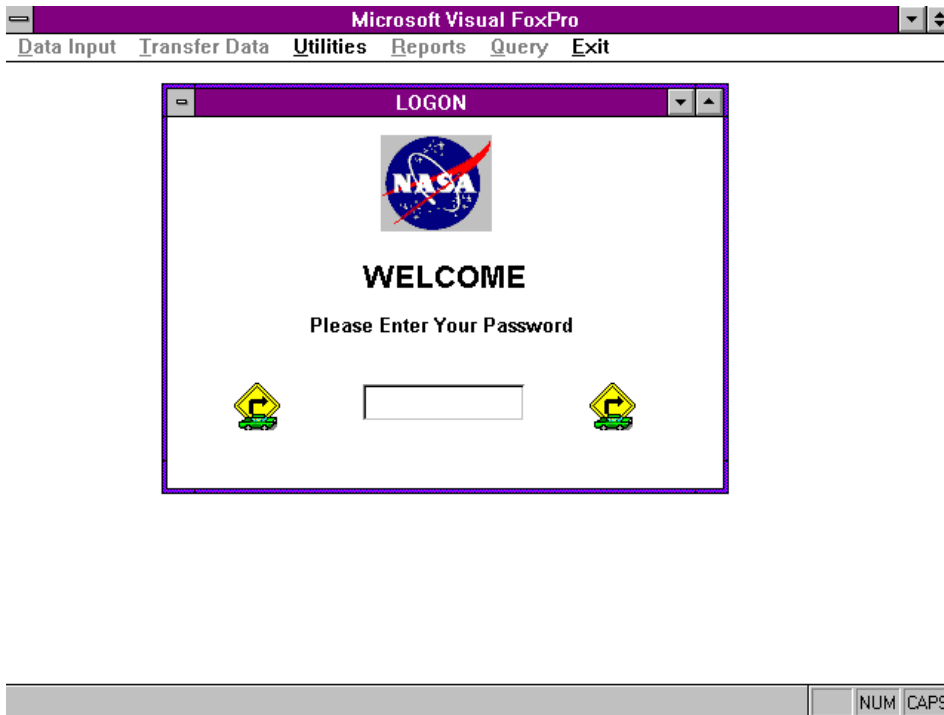 Microsoft Visual FoxPro
Data Input Transfer Data Utilities Reports Query Exit
LOGON
NASA
WELCOME
Please Enter Your Password
NUM CAPS